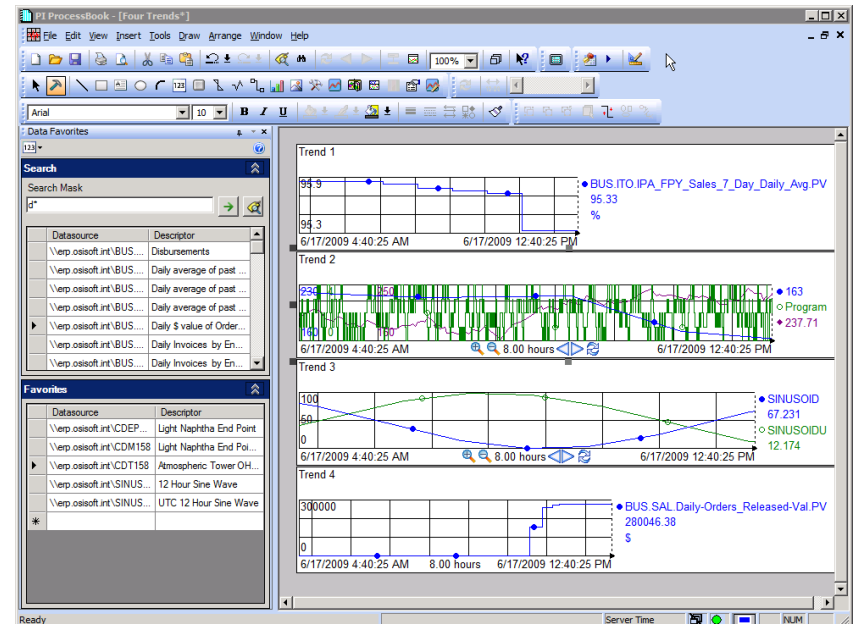 PI ProcessBook - [Four Trends*]
File Edit View Insert Tools Draw Arrange Window Help
100%
123
Arial 10 B I U
Data Favorites
123
Search
Search Mask
d*
Datasource Descriptor
\\erp.osisoft.int\BUS.... Disbursements
\\erp.osisoft.int\BUS.... Daily average of past ...
\\erp.osisoft.int\BUS.... Daily average of past ...
\\erp.osisoft.int\BUS.... Daily average of past ...
\\erp.osisoft.int\BUS.... Daily $ value of Order...
\\erp.osisoft.int\BUS.... Daily Invoices by En...
\\erp.osisoft.int\BUS.... Daily Invoices by En...
Favorites
Datasource Descriptor
\\erp.osisoft.int\CDEP... Light Naphtha End Point
\\erp.osisoft.int\CDM158 Light Naphtha End Poi...
\\erp.osisoft.int\CDT158 Atmospheric Tower OH...
\\erp.osisoft.int\SINUS... 12 Hour Sine Wave
\\erp.osisoft.int\SINUS... UTC 12 Hour Sine Wave
Trend 1
95.9
95.3
6/17/2009 4:40:25 AM 6/17/2009 12:40:25 PM
BUS.ITO.IPA_FPY_Sales_7_Day_Daily_Avg.PV
95.33
%
Trend 2
230 250
160 0 150
6/17/2009 4:40:25 AM 8.00 hours 6/17/2009 12:40:25 PM
163
Program
237.71
Trend 3
100
50
0
6/17/2009 4:40:25 AM 8.00 hours 6/17/2009 12:40:25 PM
SINUSOID
67.231
SINUSOIDU
12.174
Trend 4
300000
0
6/17/2009 4:40:25 AM 8.00 hours 6/17/2009 12:40:25 PM
BUS.SAL.Daily-Orders_Released-Val.PV
280046.38
$
Ready Server Time NUM